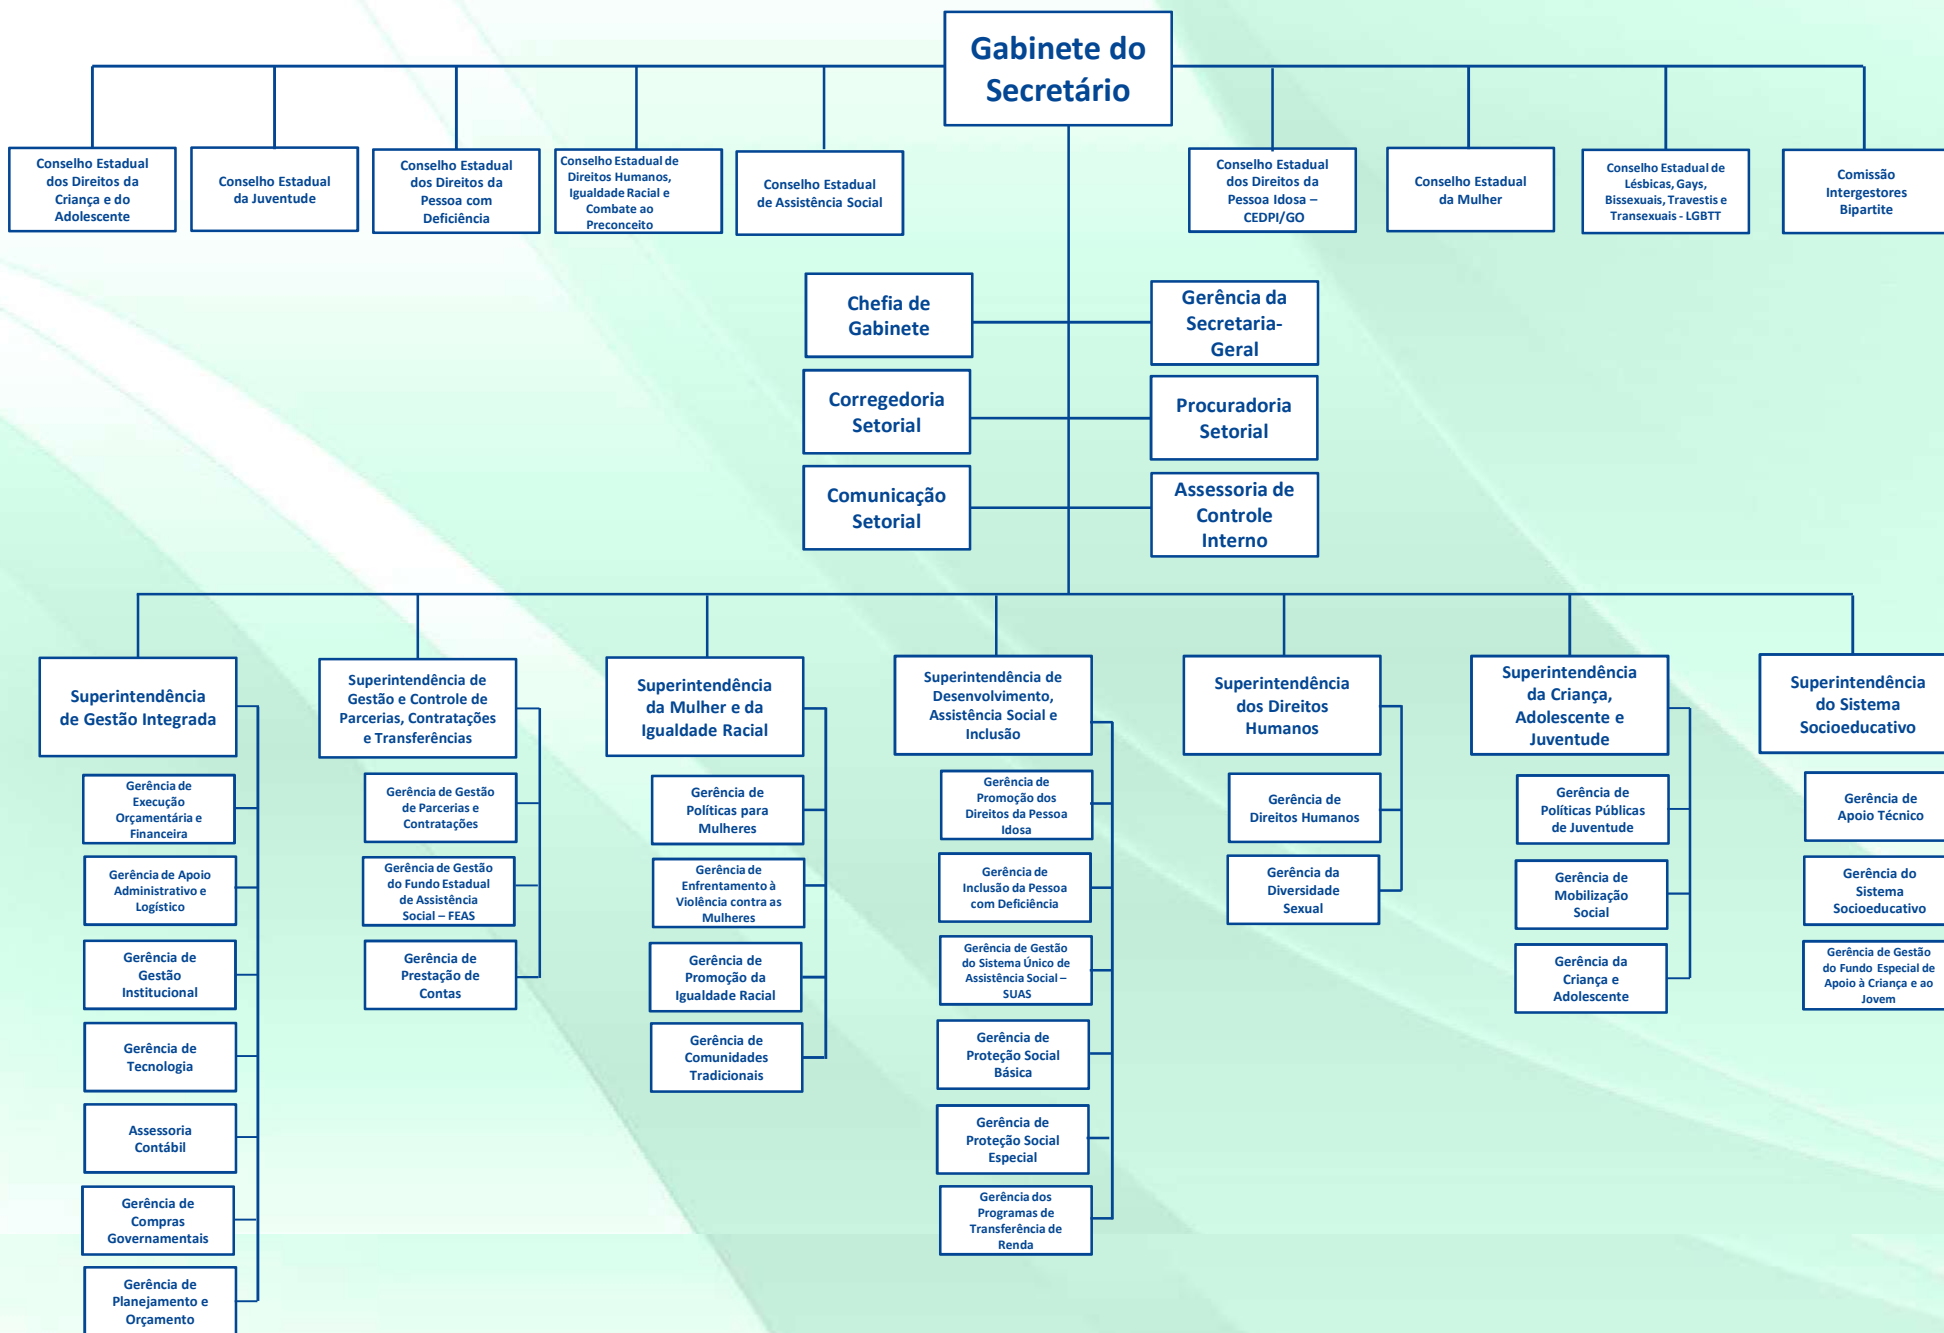 Gabinete do
Secretário
Conselho Estadual
dos Direitos da
Criança e do
Adolescente
Conselho Estadual
da Juventude
Conselho Estadual
dos Direitos da
Pessoa com
Deficiência
Conselho Estadual de
Direitos Humanos,
Igualdade Racial e
Combate ao
Preconceito
Conselho Estadual
de Assistência Social
Conselho Estadual
dos Direitos da
Pessoa Idosa –
CEDPI/GO
Conselho Estadual
da Mulher
Conselho Estadual de
Lésbicas, Gays,
Bissexuais, Travestis e
Transexuais - LGBTT
Comissão
Intergestores
Bipartite
Chefia de
Gabinete
Gerência da
Secretaria-
Geral
Corregedoria
Setorial
Procuradoria
Setorial
Comunicação
Setorial
Assessoria de
Controle
Interno
Superintendência
de Gestão Integrada
Gerência de
Execução
Orçamentária e
Financeira
Gerência de Apoio
Administrativo e
Logístico
Gerência de
Gestão
Institucional
Gerência de
Tecnologia
Assessoria
Contábil
Gerência de
Compras
Governamentais
Gerência de
Planejamento e
Orçamento
Superintendência de
Gestão e Controle de
Parcerias, Contratações
e Transferências
Gerência de Gestão
de Parcerias e
Contratações
Gerência de Gestão
do Fundo Estadual
de Assistência
Social – FEAS
Gerência de
Prestação de
Contas
Superintendência
da Mulher e da
Igualdade Racial
Gerência de
Políticas para
Mulheres
Gerência de
Enfrentamento à
Violência contra as
Mulheres
Gerência de
Promoção da
Igualdade Racial
Gerência de
Comunidades
Tradicionais
Superintendência de
Desenvolvimento,
Assistência Social e
Inclusão
Gerência de
Promoção dos
Direitos da Pessoa
Idosa
Gerência de
Inclusão da Pessoa
com Deficiência
Gerência de Gestão
do Sistema Único de
Assistência Social –
SUAS
Gerência de
Proteção Social
Básica
Gerência de
Proteção Social
Especial
Gerência dos
Programas de
Transferência de
Renda
Superintendência
dos Direitos
Humanos
Gerência de
Direitos Humanos
Gerência da
Diversidade
Sexual
Superintendência
da Criança,
Adolescente e
Juventude
Gerência de
Políticas Públicas
de Juventude
Gerência de
Mobilização
Social
Gerência da
Criança e
Adolescente
Superintendência
do Sistema
Socioeducativo
Gerência de
Apoio Técnico
Gerência do
Sistema
Socioeducativo
Gerência de Gestão
do Fundo Especial de
Apoio à Criança e ao
Jovem